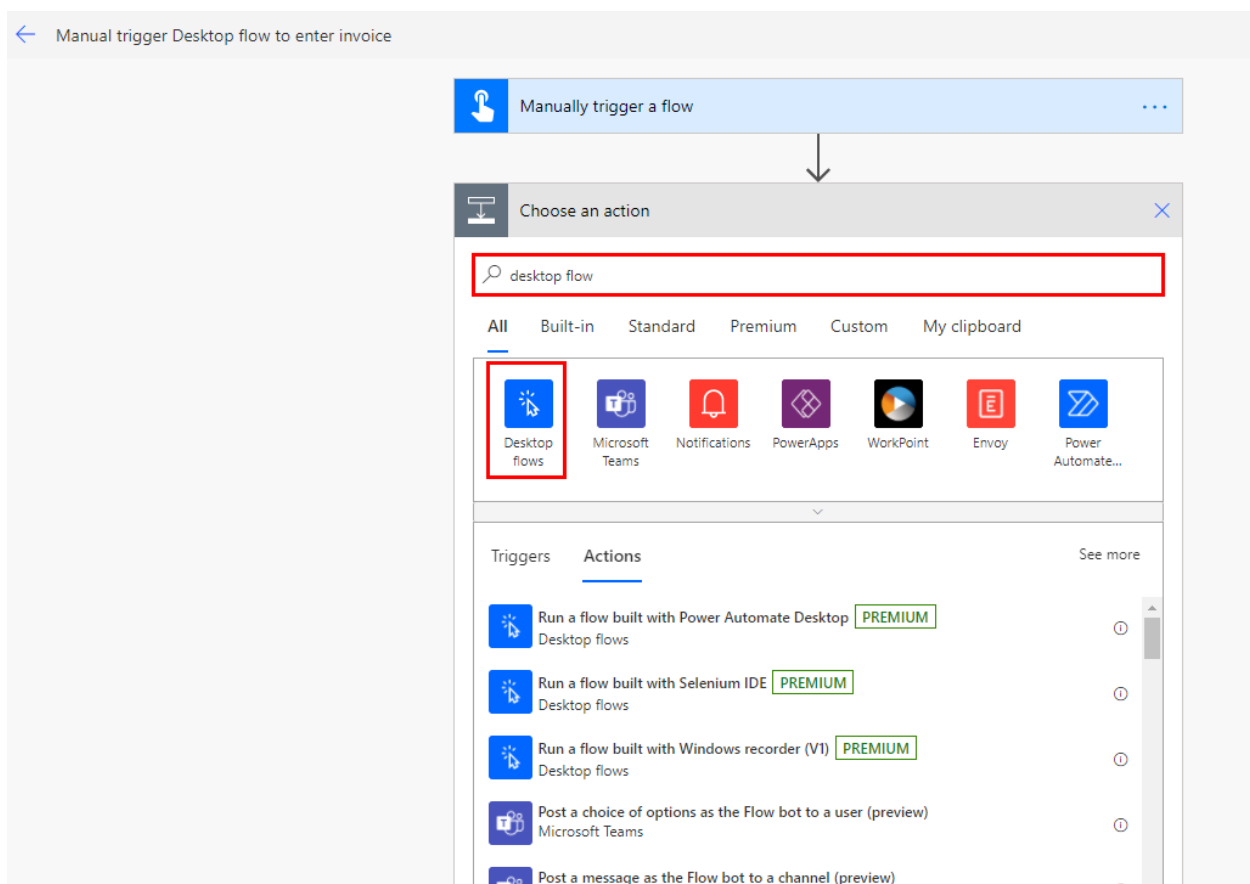 Manual trigger Desktop flow to enter invoice
Manually trigger a flow
Choose an action
desktop flow
All Built-in Standard Premium Custom My clipboard
Desktop flows
Microsoft Teams
Notifications
PowerApps
WorkPoint
Envoy
Power Automate...
Triggers Actions See more
Run a flow built with Power Automate Desktop PREMIUM
Desktop flows
Run a flow built with Selenium IDE PREMIUM
Desktop flows
Run a flow built with Windows recorder (V1) PREMIUM
Desktop flows
Post a choice of options as the Flow bot to a user (preview)
Microsoft Teams
Post a message as the Flow bot to a channel (preview)